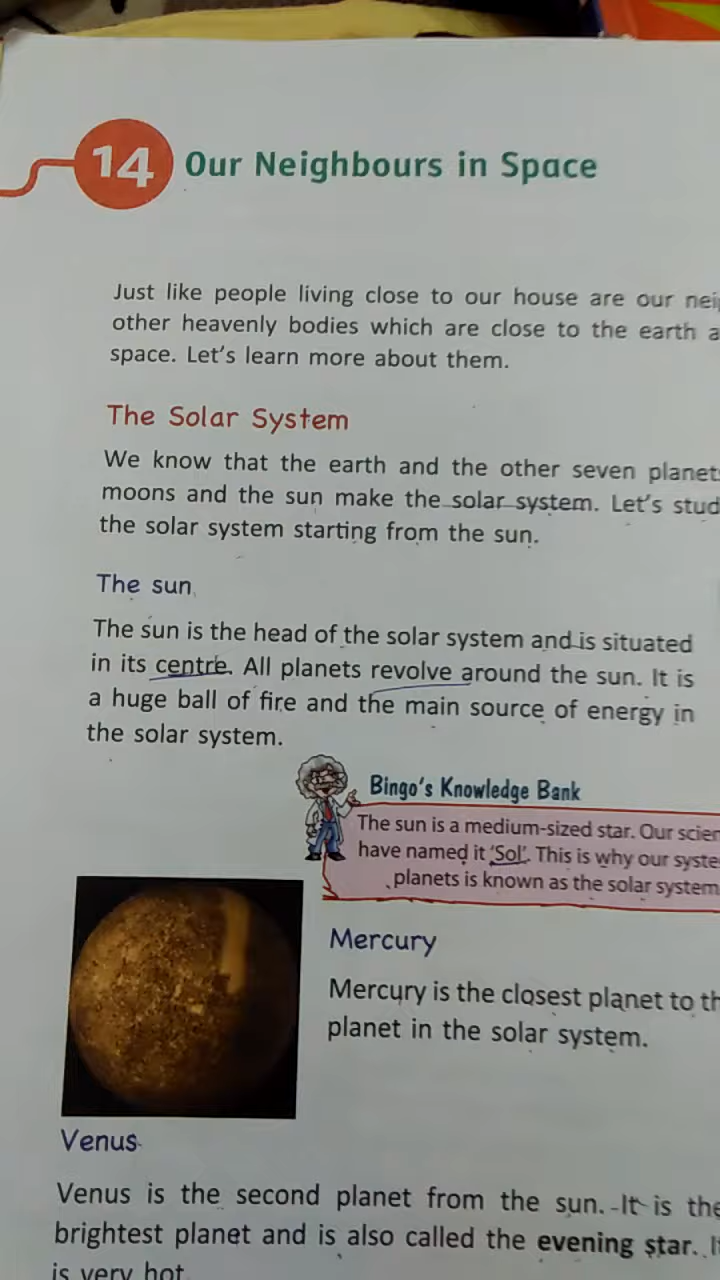 14 Our Neighbours in Space
Just like people living close to our house are our
other heavenly bodies which are close to the earth
space. Let's learn more about them.
The Solar System
We know that the earth and the other seven
moons and the sun make the solar system. Let's
the solar system starting from the sun.
The sun
The sun is the head of the solar system and is situated
in its centre. All planets revolve around the sun. It is
a huge ball of fire and the main source of energy in
the solar system.
Bingo's Knowledge Bank
The sun is a medium-sized star. Our
have named it 'Sol'. This is why our
planets is known as the solar system
Mercury
Mercury is the closest planet to
planet in the solar system.
Venus
Venus is the second planet from the sun. It is
brightest planet and is also called the evening star.
is very hot